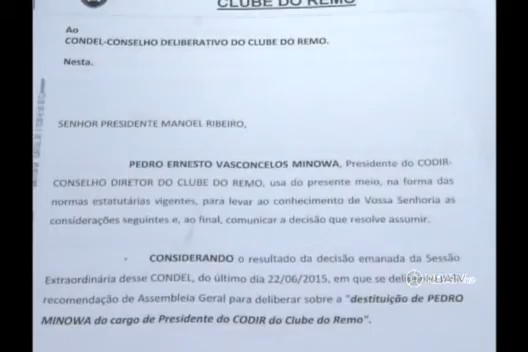 CLUBE DO REMO
Ao
CONDEL-CONSELHO DELIBERATIVO DO CLUBE DO REMO.
Nesta.
SENHOR PRESIDENTE MANOEL RIBEIRO,
PEDRO ERNESTO VASCONCELOS MINOWA, Presidente do CODIR-
CONSELHO DIRETOR DO CLUBE DO REMO, usa do presente meio, na forma das
normas estatutárias vigentes, para levar ao conhecimento de Vossa Senhoria as
considerações seguintes e, ao final, comunicar a decisão que resolve assumir.
- CONSIDERANDO o resultado da decisão emanada da Sessão
Extraordinária desse CONDEL, do último dia 22/06/2015, em que se
recomendação de Assembleia Geral para deliberar sobre a "destituição de PEDRO
MINOWA do cargo de Presidente do CODIR do Clube do Remo".